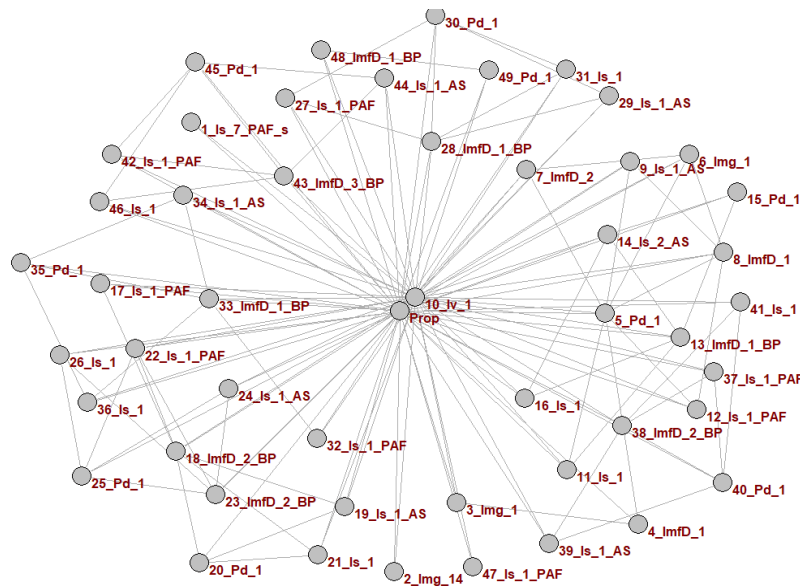 30_Pd_1
48_ImfD_1_BP
45_Pd_1
49_Pd_1
31_Is_1
44_Is_1_AS
27_Is_1_PAF
29_Is_1_AS
1_Is_7_PAF_s
28_ImfD_1_BP
42_Is_1_PAF
9_Is_1_AS
6_Img_1
7_ImfD_2
43_ImfD_3_BP
15_Pd_1
46_Is_1
34_Is_1_AS
14_Is_2_AS
8_ImfD_1
35_Pd_1
17_Is_1_PAF
33_ImfD_1_BP
10_Iv_1
41_Is_1
Prop
5_Pd_1
13_ImfD_1_BP
26_Is_1
22_Is_1_PAF
37_Is_1_PAF
24_Is_1_AS
36_Is_1
16_Is_1
12_Is_1_PAF
38_ImfD_2_BP
32_Is_1_PAF
18_ImfD_2_BP
25_Pd_1
11_Is_1
40_Pd_1
23_ImfD_2_BP
19_Is_1_AS
3_Img_1
4_ImfD_1
39_Is_1_AS
20_Pd_1
21_Is_1
2_Img_14
47_Is_1_PAF